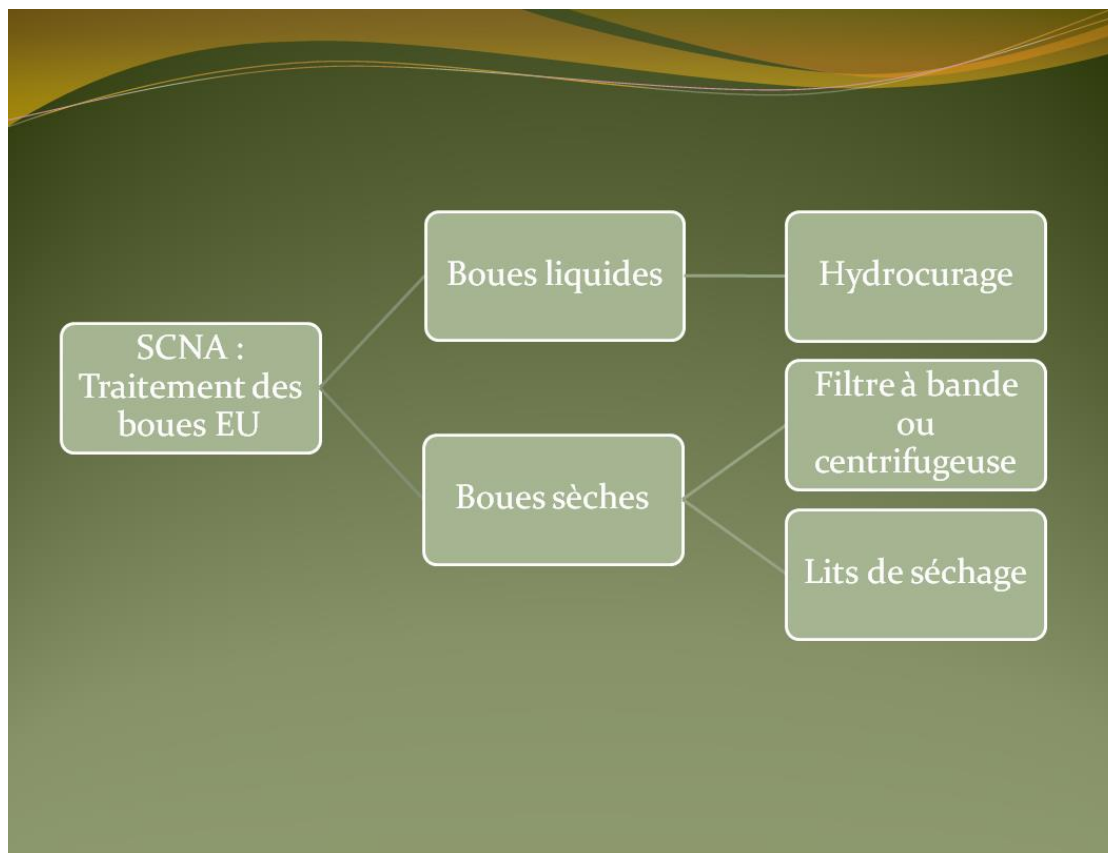 SCNA :
Traitement des
boues EU
Boues liquides
Hydrocurage
Boues sèches
Filtre à bande
ou
centrifugeuse
Lits de séchage